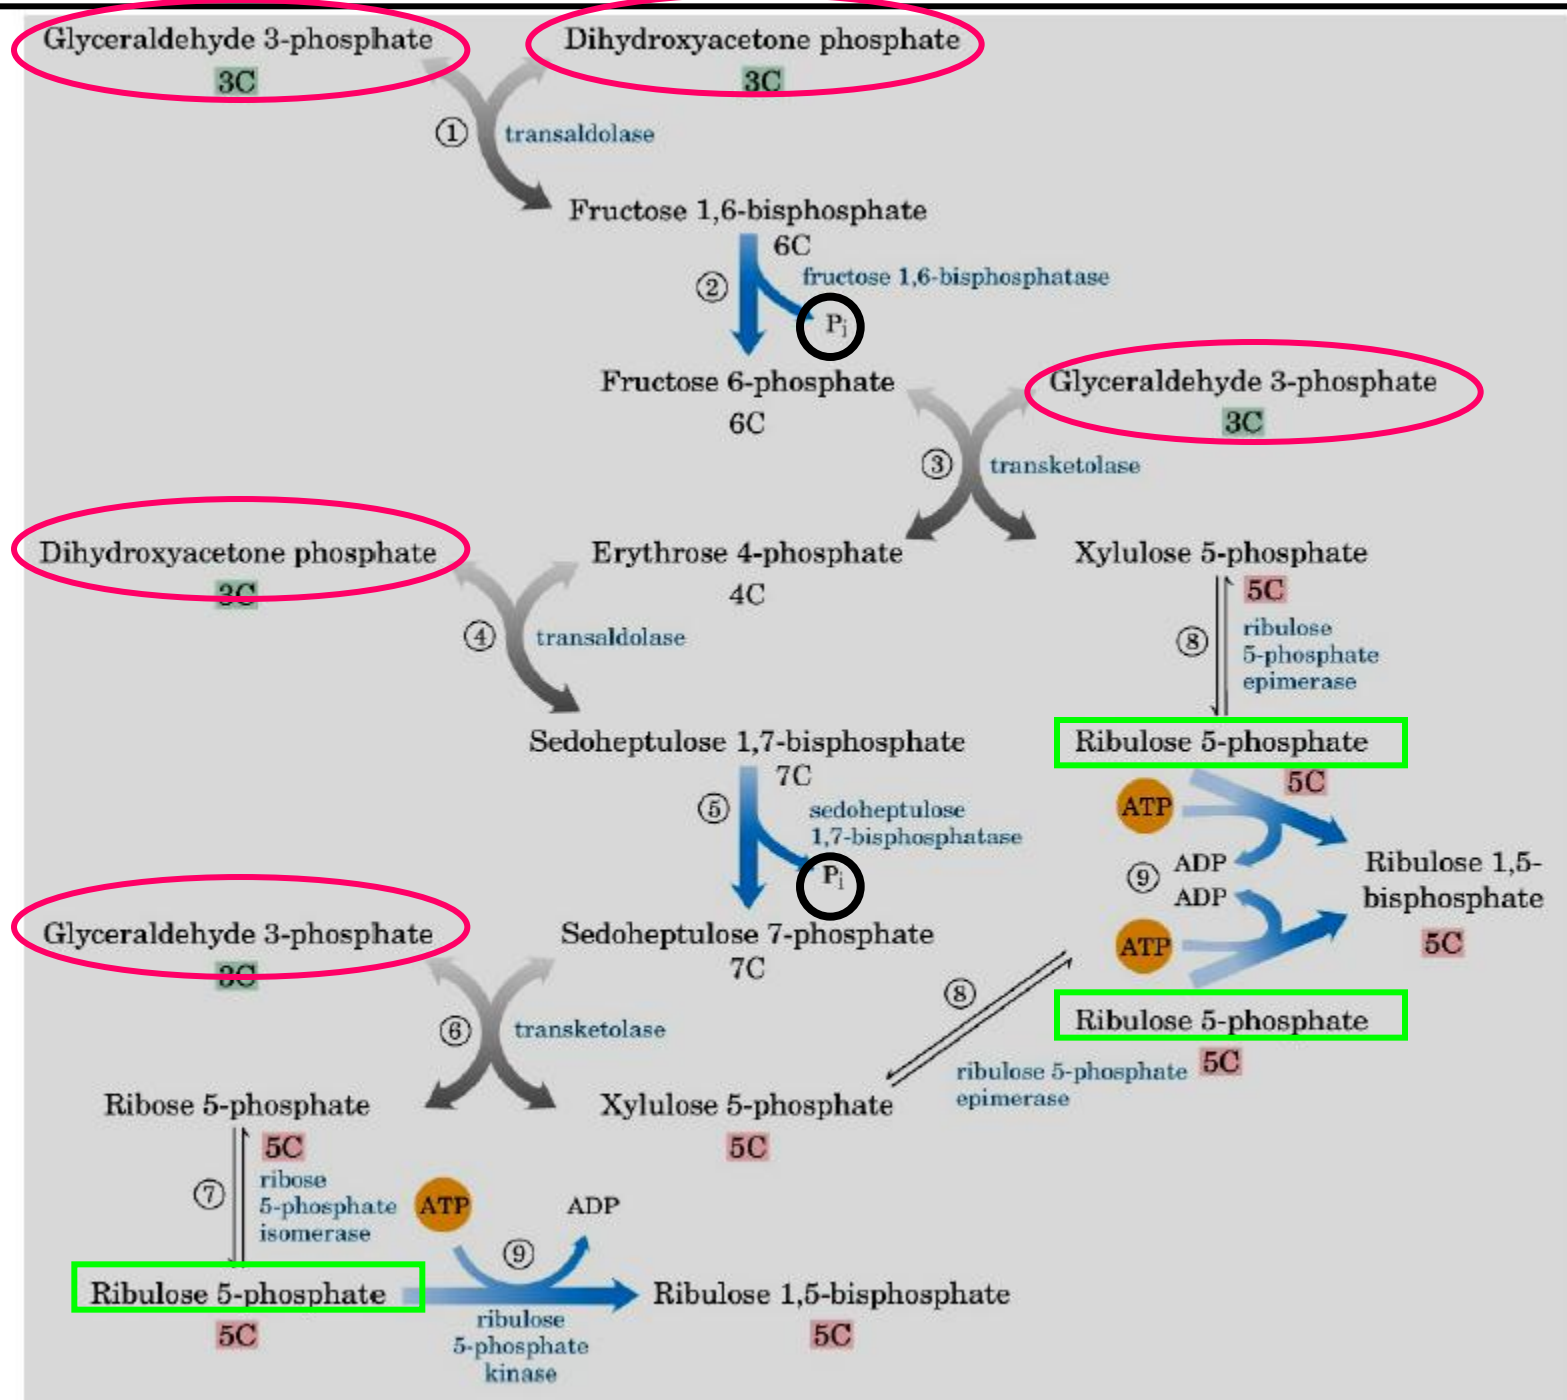 Glyceraldehyde 3-phosphate
3C
Dihydroxyacetone phosphate
3C
① transaldolase
Fructose 1,6-bisphosphate
6C
② fructose 1,6-bisphosphatase
Pi
Fructose 6-phosphate
6C
Glyceraldehyde 3-phosphate
3C
③ transketolase
Dihydroxyacetone phosphate
3C
Erythrose 4-phosphate
4C
Xylulose 5-phosphate
5C
④ transaldolase
⑧ ribulose
5-phosphate
epimerase
Sedoheptulose 1,7-bisphosphate
7C
Ribulose 5-phosphate
5C
⑤ sedoheptulose
1,7-bisphosphatase
Pi
ATP
ADP
⑨
ADP
ATP
Ribulose 1,5-
bisphosphate
5C
Glyceraldehyde 3-phosphate
3C
Sedoheptulose 7-phosphate
7C
⑧
Ribulose 5-phosphate
5C
⑥ transketolase
ribulose 5-phosphate
epimerase
Ribose 5-phosphate
5C
Xylulose 5-phosphate
5C
⑦ ribose
5-phosphate
isomerase
ATP
ADP
⑨
Ribulose 5-phosphate
5C
ribulose
5-phosphate
kinase
Ribulose 1,5-bisphosphate
5C